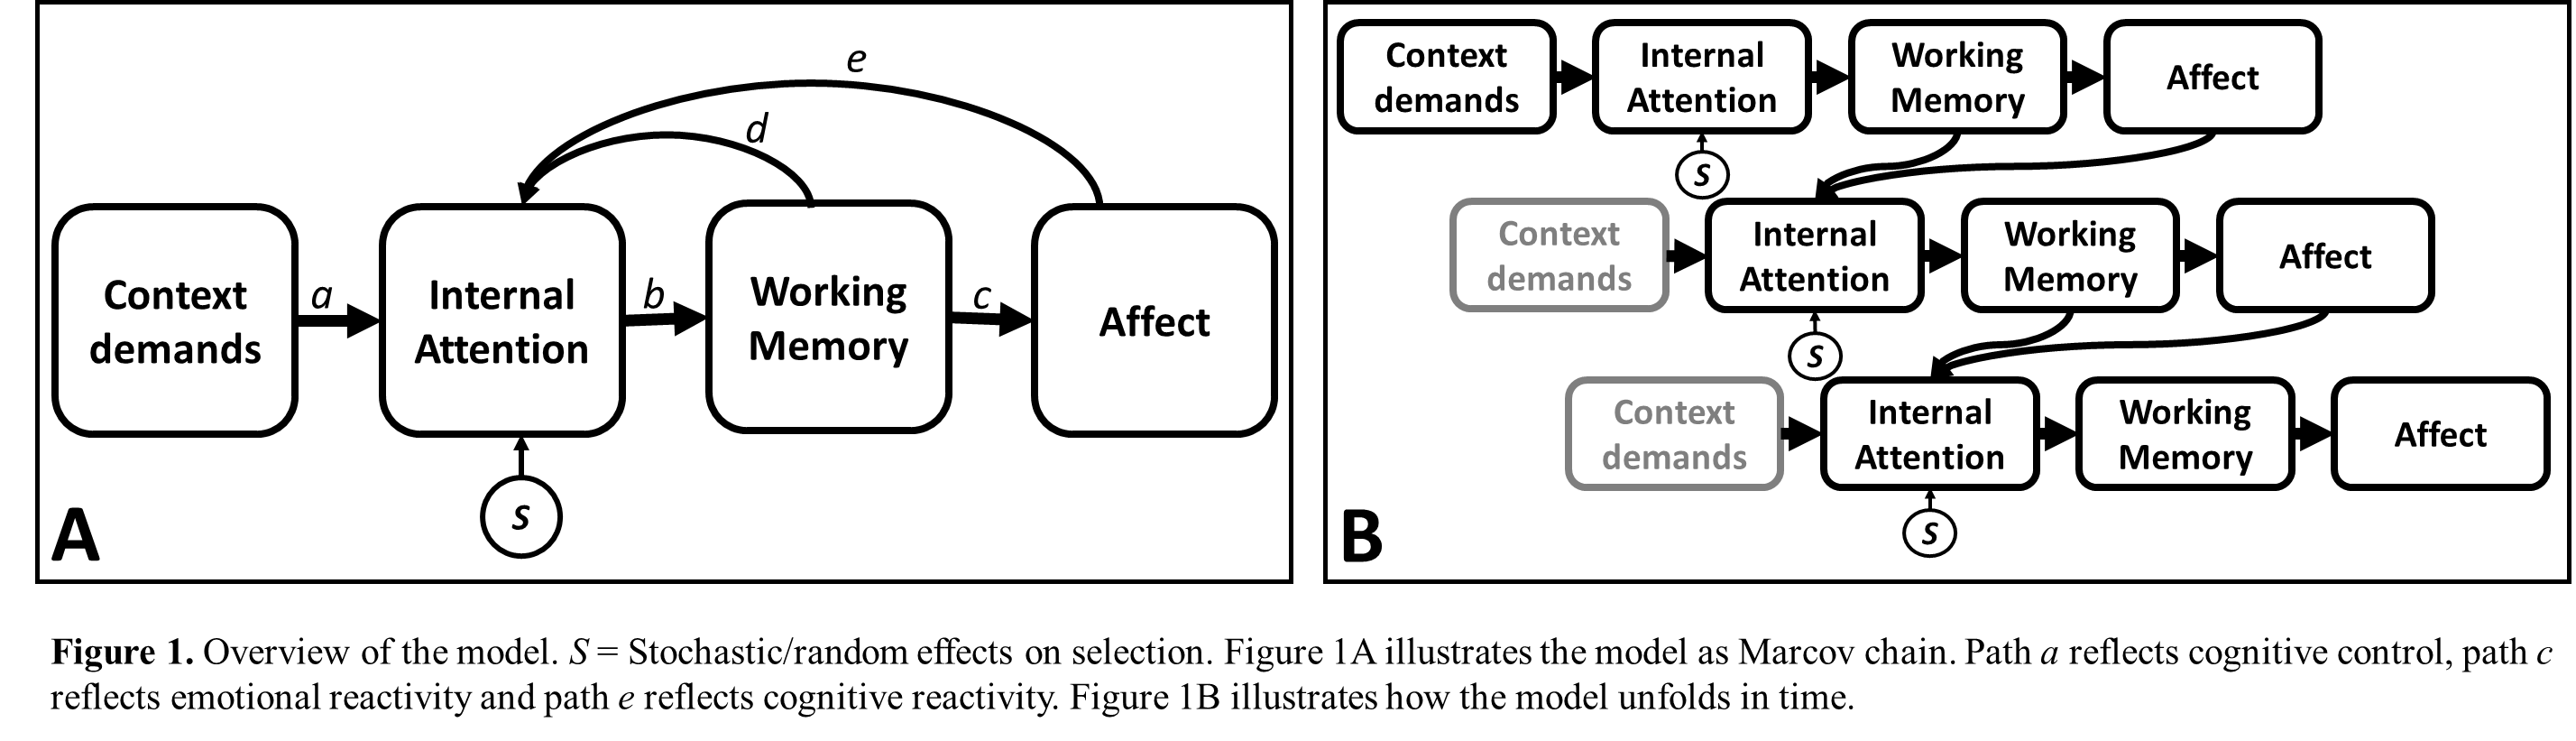 e
d
a
b
c
Context
demands
Internal
Attention
Working
Memory
Affect
S
A
Context
demands
Internal
Attention
Working
Memory
Affect
S
Context
demands
Internal
Attention
Working
Memory
Affect
S
Context
demands
Internal
Attention
Working
Memory
Affect
S
B
Figure 1. Overview of the model. S = Stochastic/random effects on selection. Figure 1A illustrates the model as Marcov chain. Path a reflects cognitive control, path c
reflects emotional reactivity and path e reflects cognitive reactivity. Figure 1B illustrates how the model unfolds in time.